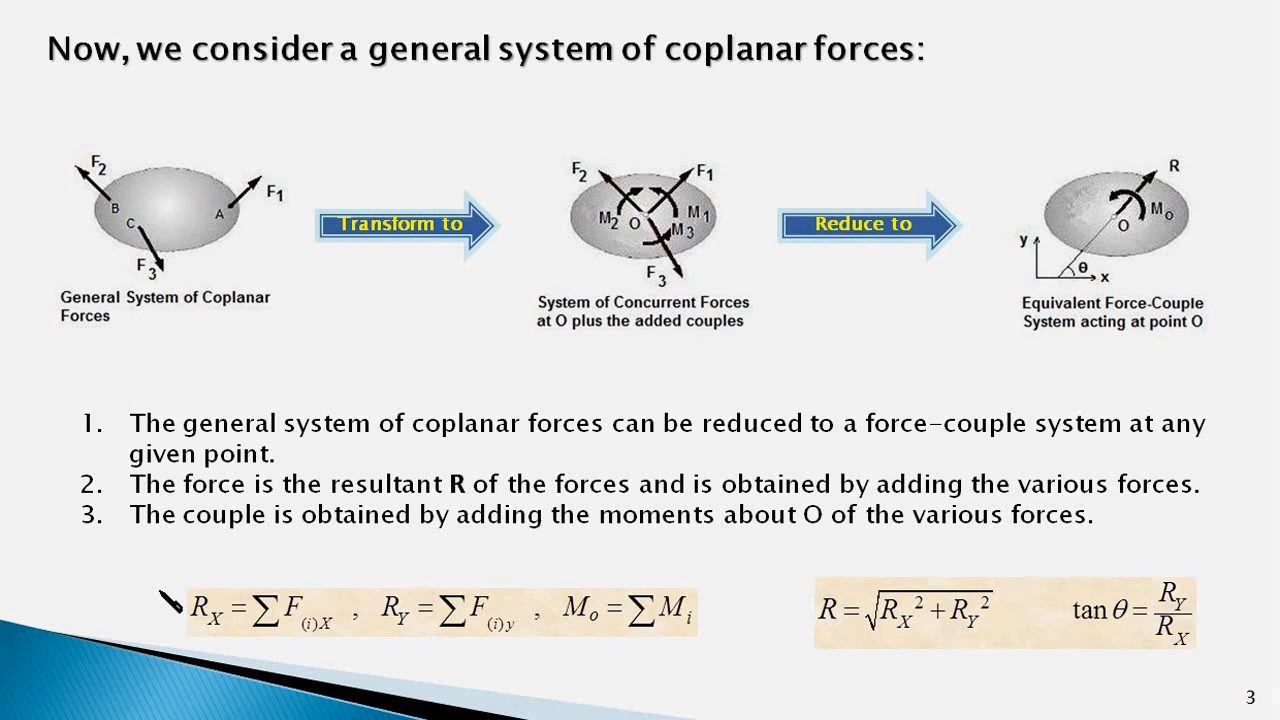 Now, we consider a general system of coplanar forces:
F2
F1
B
C
A
F3
General System of Coplanar
Forces
Transform to
F2
F1
M2
O
M1
M3
F3
System of Concurrent Forces
at O plus the added couples
Reduce to
R
Mo
O
y
θ
x
Equivalent Force-Couple
System acting at point O
1. The general system of coplanar forces can be reduced to a force-couple system at any
given point.
2. The force is the resultant R of the forces and is obtained by adding the various forces.
3. The couple is obtained by adding the moments about O of the various forces.
R_X = ∑F_(i)X , R_Y = ∑F_(i)y , M_o = ∑M_i
R = √(R_X² + R_Y²) tan θ = R_Y / R_X
3